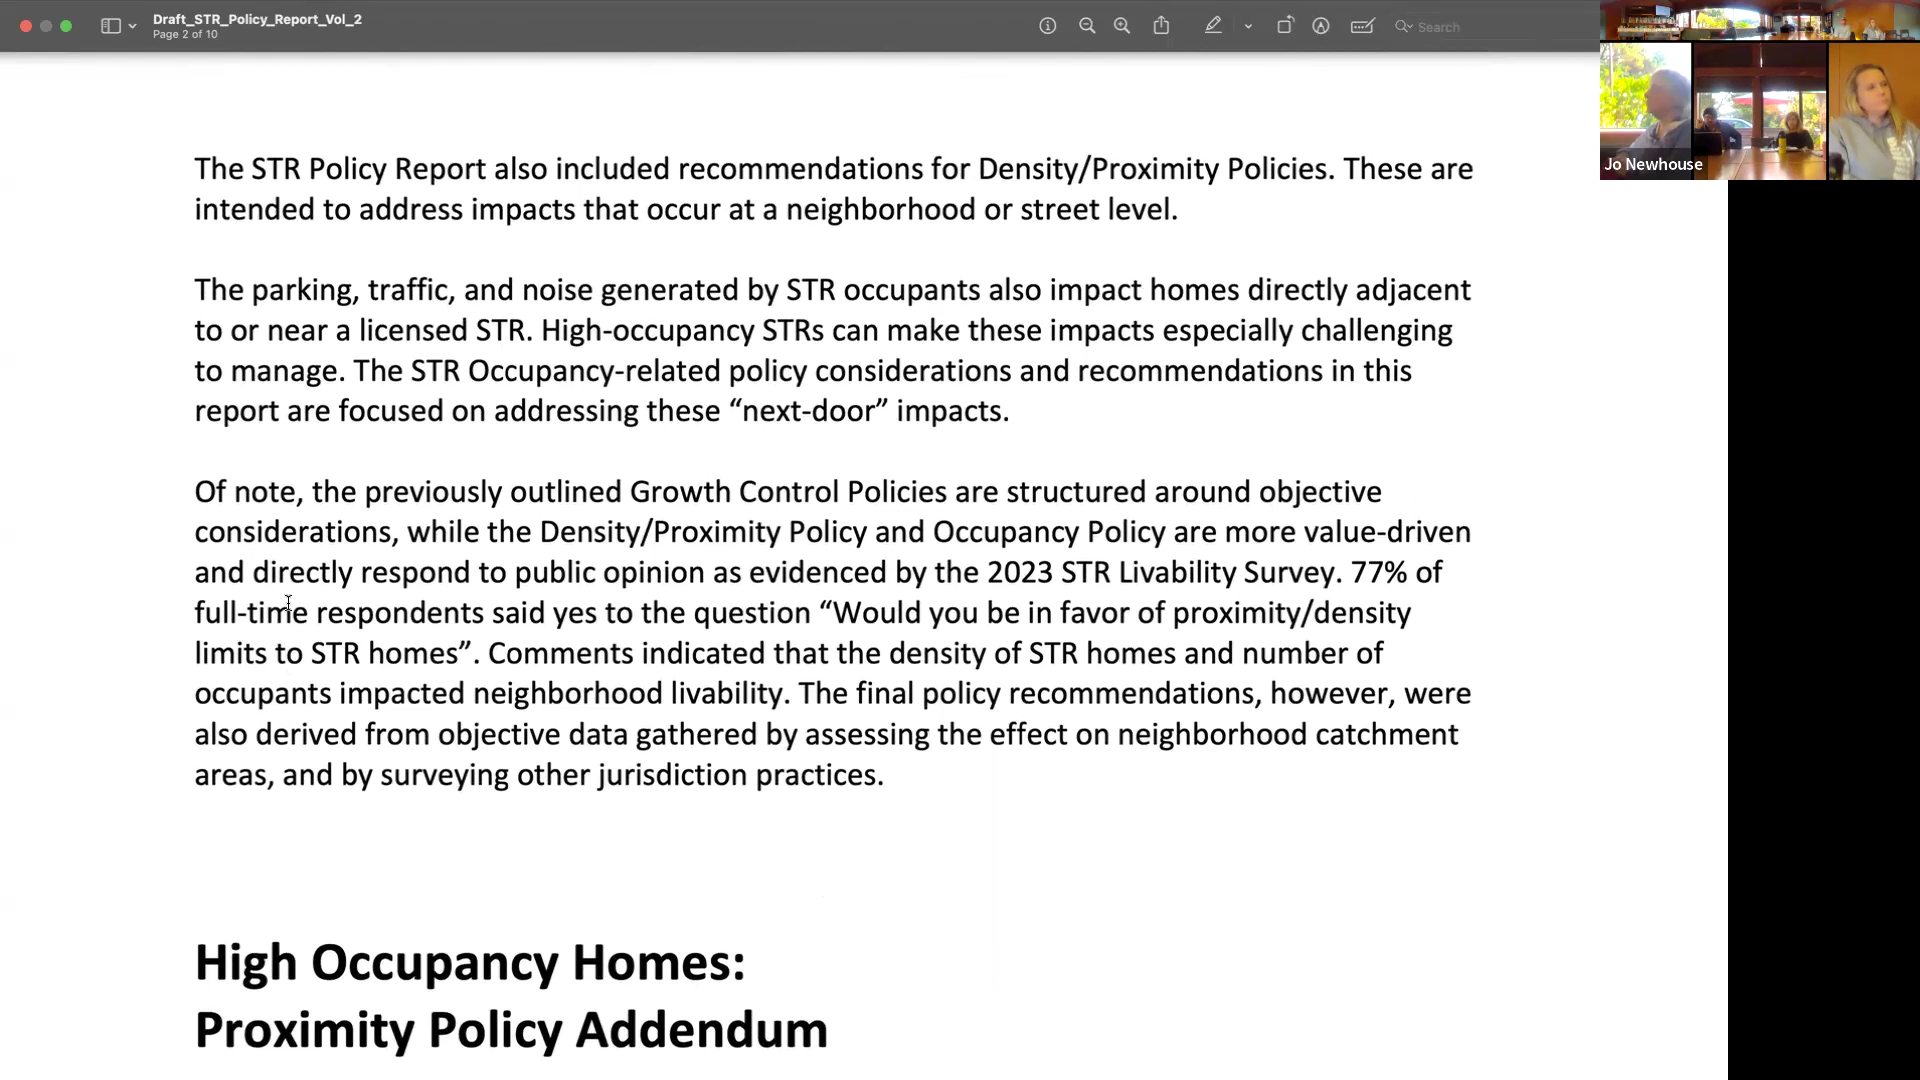 Draft_STR_Policy_Report_Vol_2
Page 2 of 10
Search
Jo Newhouse
The STR Policy Report also included recommendations for Density/Proximity Policies. These are
intended to address impacts that occur at a neighborhood or street level.
The parking, traffic, and noise generated by STR occupants also impact homes directly adjacent
to or near a licensed STR. High-occupancy STRs can make these impacts especially challenging
to manage. The STR Occupancy-related policy considerations and recommendations in this
report are focused on addressing these “next-door” impacts.
Of note, the previously outlined Growth Control Policies are structured around objective
considerations, while the Density/Proximity Policy and Occupancy Policy are more value-driven
and directly respond to public opinion as evidenced by the 2023 STR Livability Survey. 77% of
full-time respondents said yes to the question “Would you be in favor of proximity/density
limits to STR homes”. Comments indicated that the density of STR homes and number of
occupants impacted neighborhood livability. The final policy recommendations, however, were
also derived from objective data gathered by assessing the effect on neighborhood catchment
areas, and by surveying other jurisdiction practices.
High Occupancy Homes:
Proximity Policy Addendum